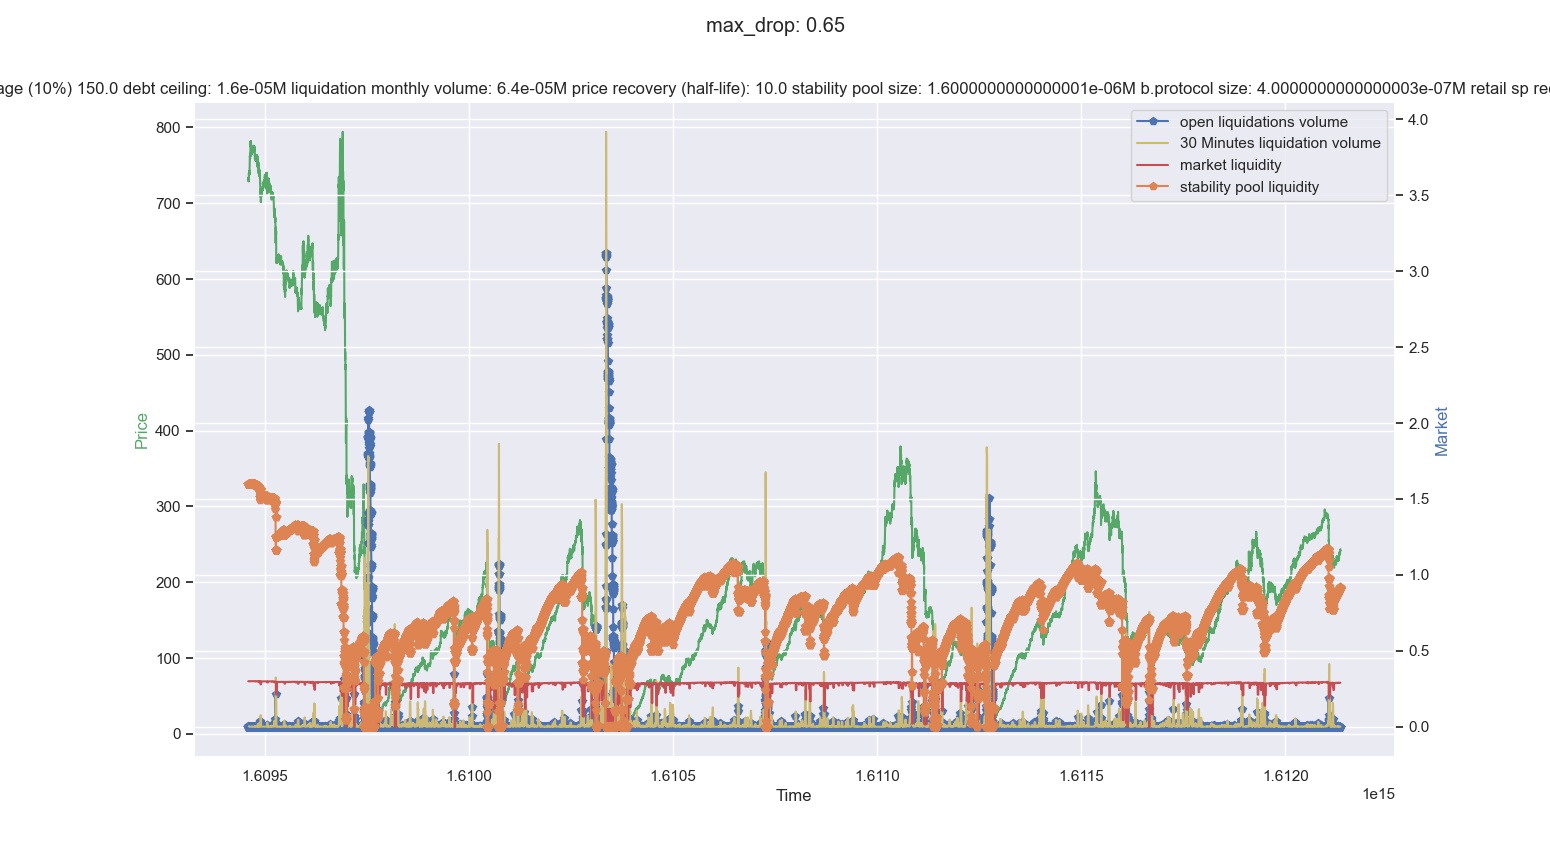 max_drop: 0.65
(10%) 150.0 debt ceiling: 1.6e-05M liquidation monthly volume: 6.4e-05M price recovery (half-life): 10.0 stability pool size: 1.6000000000000001e-06M b.protocol size: 4.0000000000000003e-07M retail sp
open liquidations volume
30 Minutes liquidation volume
market liquidity
stability pool liquidity
800
700
600
500
400
300
200
100
0
Price
4.0
3.5
3.0
2.5
2.0
1.5
1.0
0.5
0.0
Market
1.6095 1.6100 1.6105 1.6110 1.6115 1.6120
1e15
Time